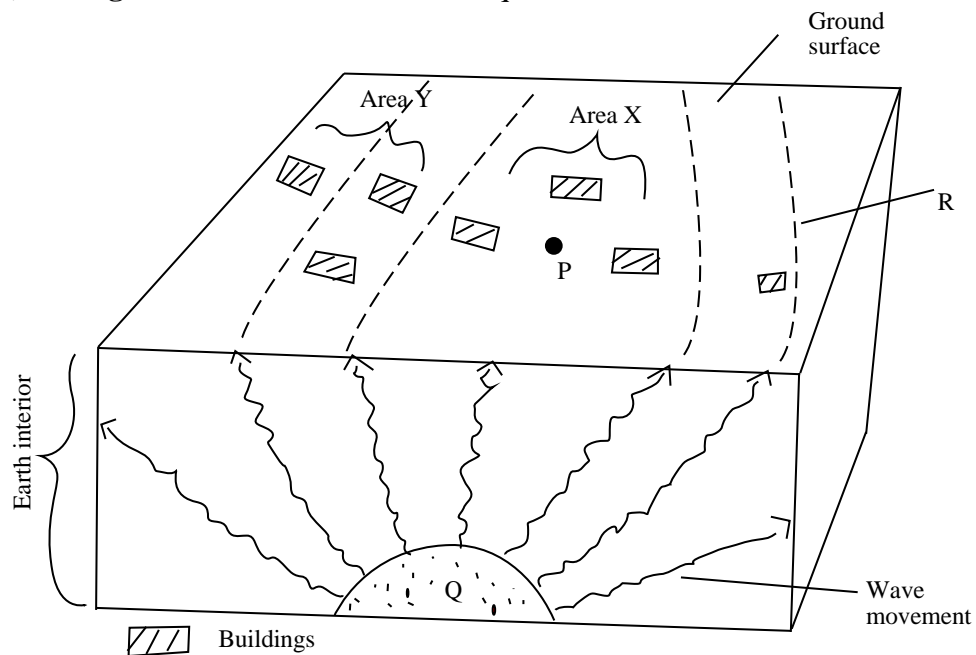 Ground
surface
Area Y
Area X
R
P
Earth interior
Q
Wave
movement
Buildings